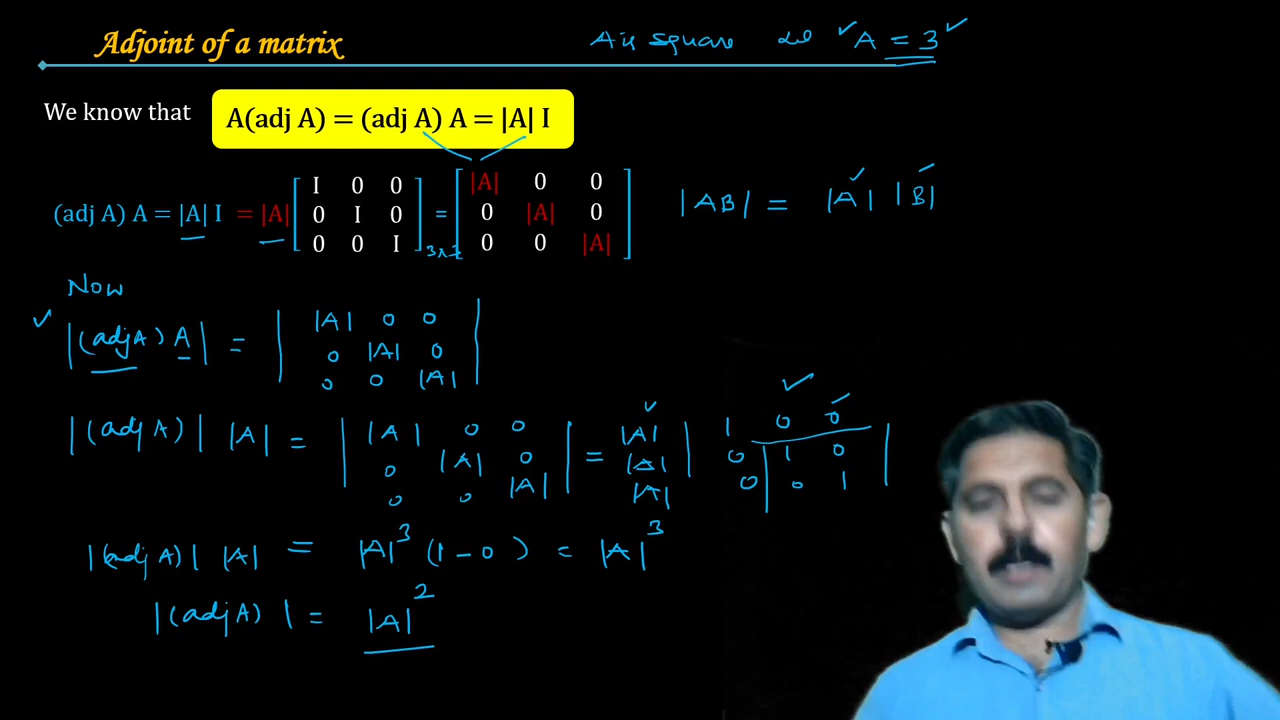 Adjoint of a matrix
A is square A = 3
We know that A(adj A) = (adj A) A = |A| I
(adj A) A = |A| I = |A| [ I 0 0 ; 0 I 0 ; 0 0 I ] 3x3 = [ |A| 0 0 ; 0 |A| 0 ; 0 0 |A| ]
|AB| = |A| |B|
Now
|(adj A) A| = | |A| 0 0 ; 0 |A| 0 ; 0 0 |A| |
|(adj A)| |A| = | |A| 0 0 ; 0 |A| 0 ; 0 0 |A| | = |A| |A| |A| | 1 0 0 ; 0 1 0 ; 0 0 1 |
|(adj A)| |A| = |A|^3 (1 - 0) = |A|^3
|(adj A)| = |A|^2